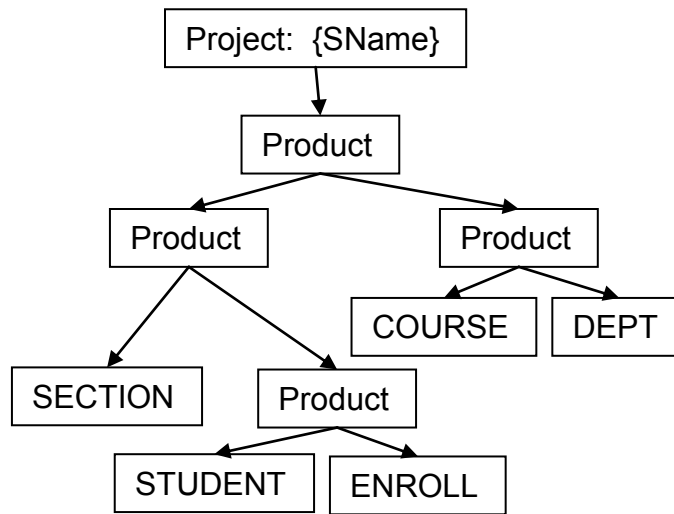 Project: {SName}
Product
Product
Product
COURSE
DEPT
SECTION
Product
STUDENT
ENROLL